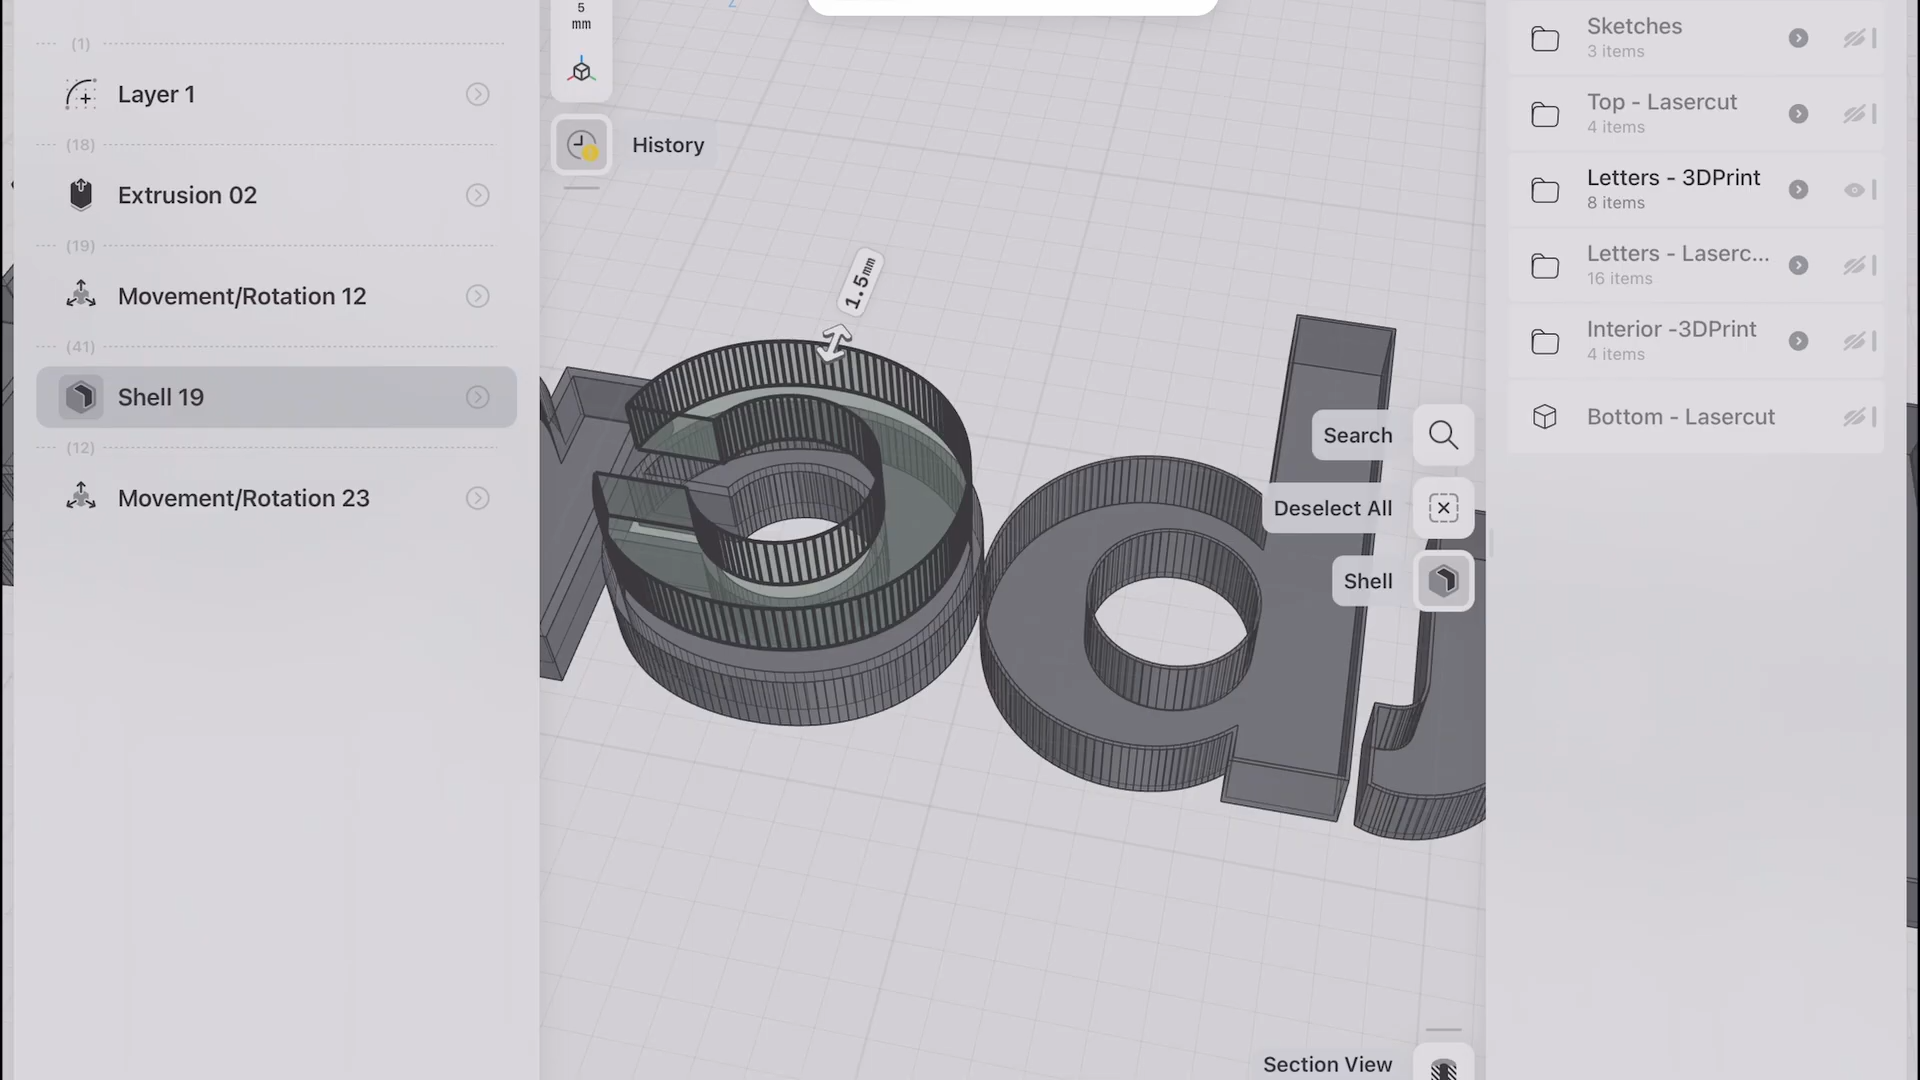 (1)
Layer 1
(18)
Extrusion 02
(19)
Movement/Rotation 12
(41)
Shell 19
(12)
Movement/Rotation 23
5
mm
Z
History
1.5mm
Search
Deselect All
Shell
Section View
Sketches
3 items
Top - Lasercut
4 items
Letters - 3DPrint
8 items
Letters - Laserc...
16 items
Interior -3DPrint
4 items
Bottom - Lasercut